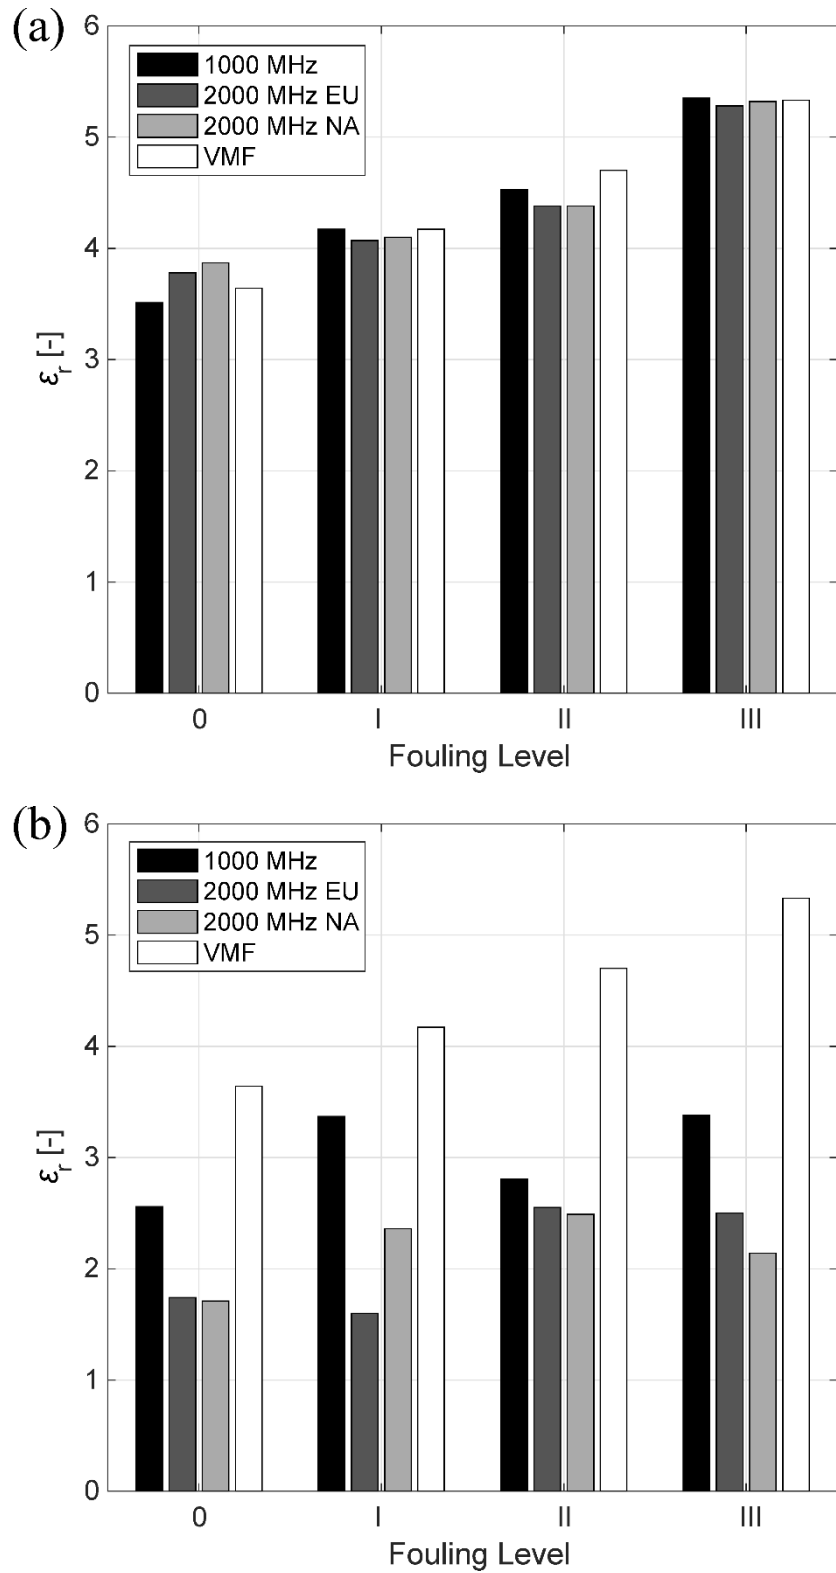 (a)
6
5
4
3
2
1
0
εr [-]
1000 MHz
2000 MHz EU
2000 MHz NA
VMF
0 I II III
Fouling Level
(b)
6
5
4
3
2
1
0
εr [-]
1000 MHz
2000 MHz EU
2000 MHz NA
VMF
0 I II III
Fouling Level